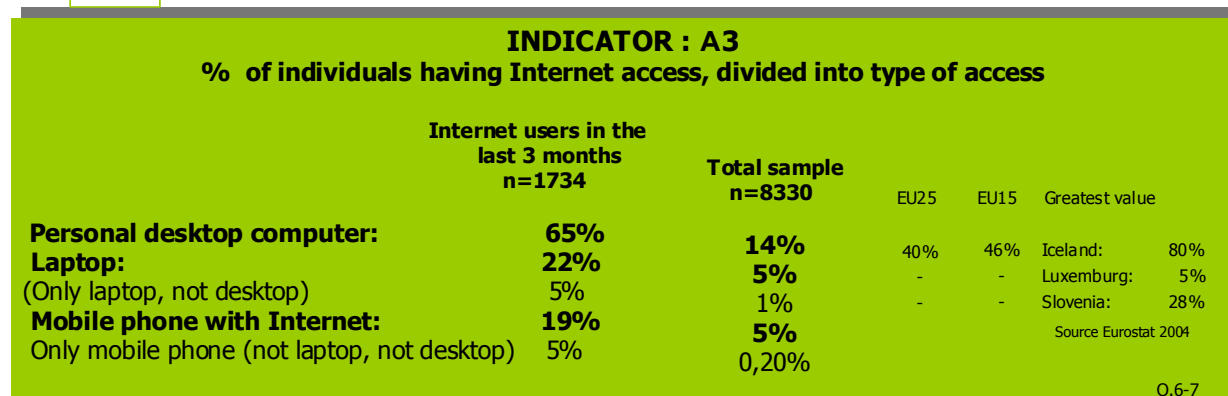 INDICATOR : A3
% of individuals having Internet access, divided into type of access
Internet users in the
last 3 months
n=1734
Total sample
n=8330
EU25 EU15 Greatest value
Personal desktop computer: 65% 14% 40% 46% Iceland: 80%
Laptop: 22% 5% - - Luxemburg: 5%
(Only laptop, not desktop) 5% 1% - - Slovenia: 28%
Mobile phone with Internet: 19% 5% Source Eurostat 2004
Only mobile phone (not laptop, not desktop) 5% 0,20%
Q.6-7